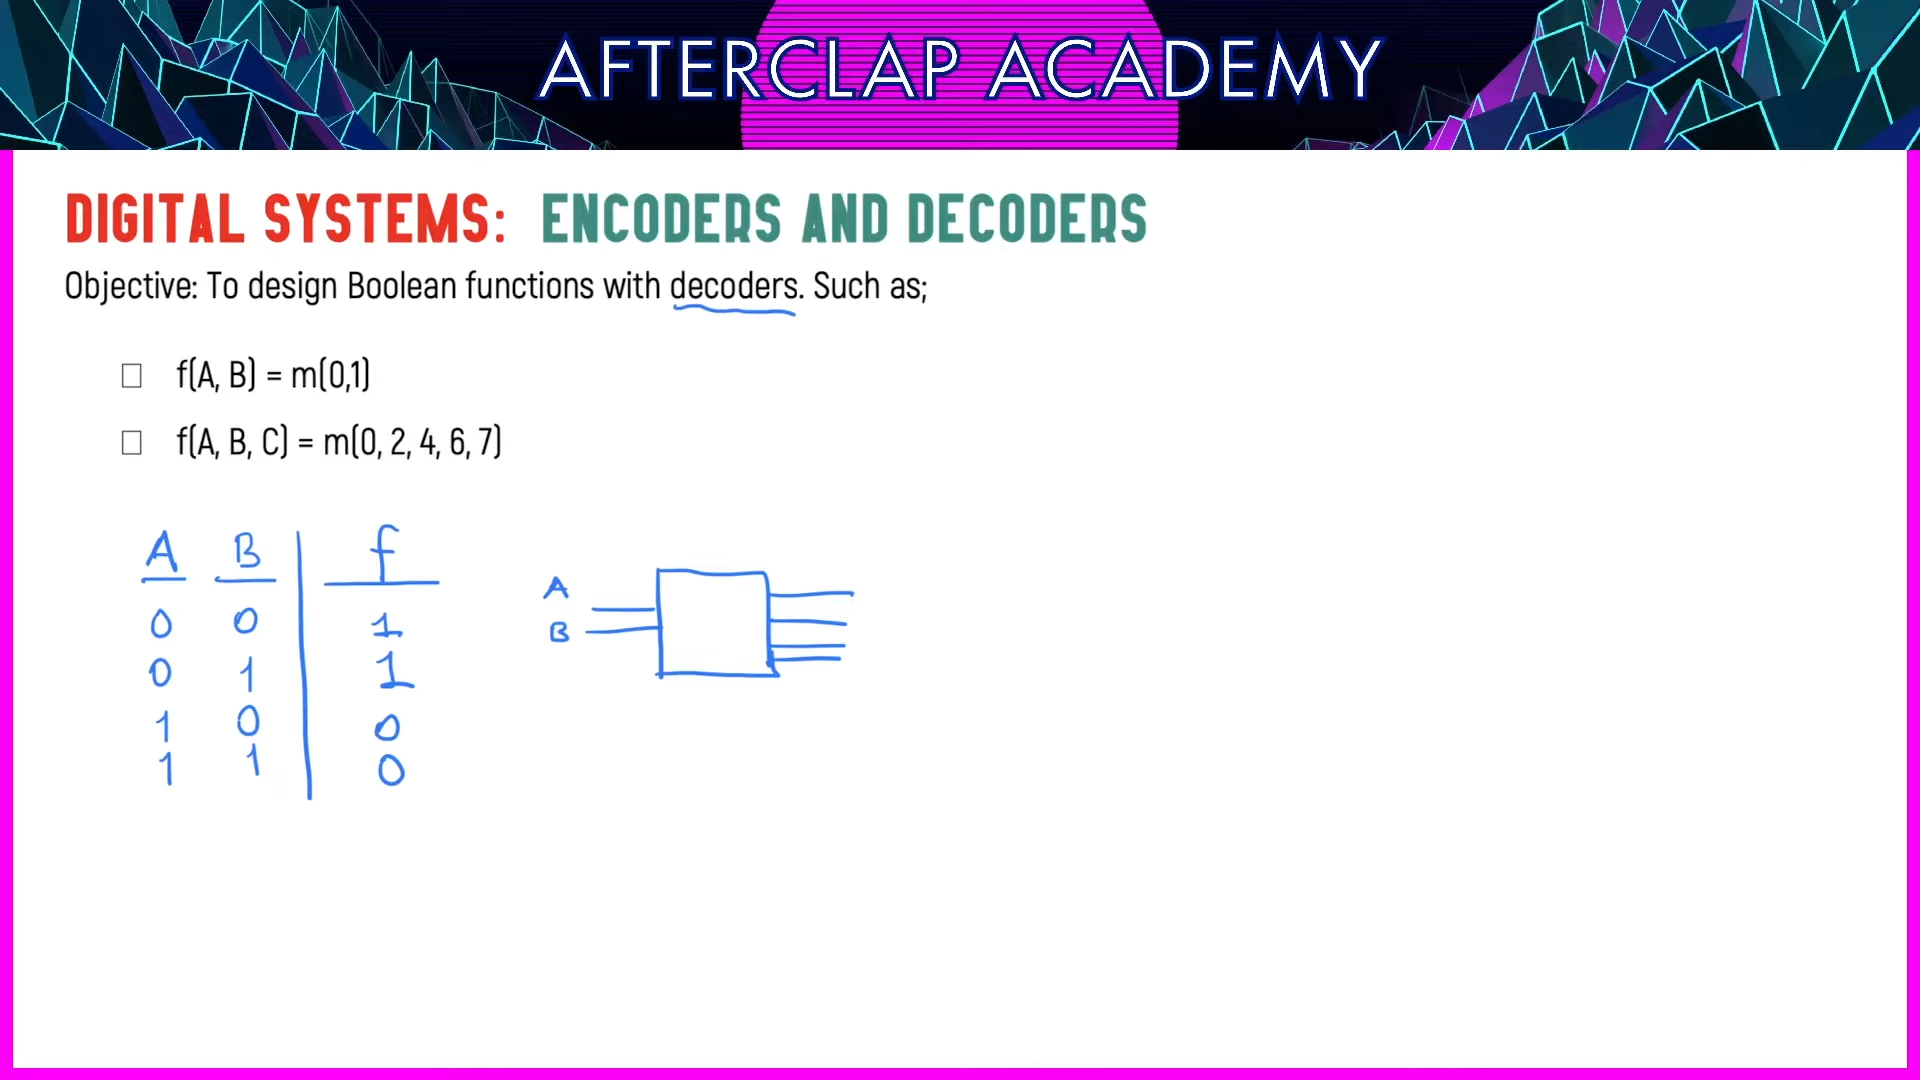 AFTERCLAP ACADEMY
DIGITAL SYSTEMS: ENCODERS AND DECODERS
Objective: To design Boolean functions with decoders. Such as;
☐ f(A, B) = m(0,1)
☐ f(A, B, C) = m(0, 2, 4, 6, 7)
A B f
0 0 1
0 1 1
1 0 0
1 1 0
A
B